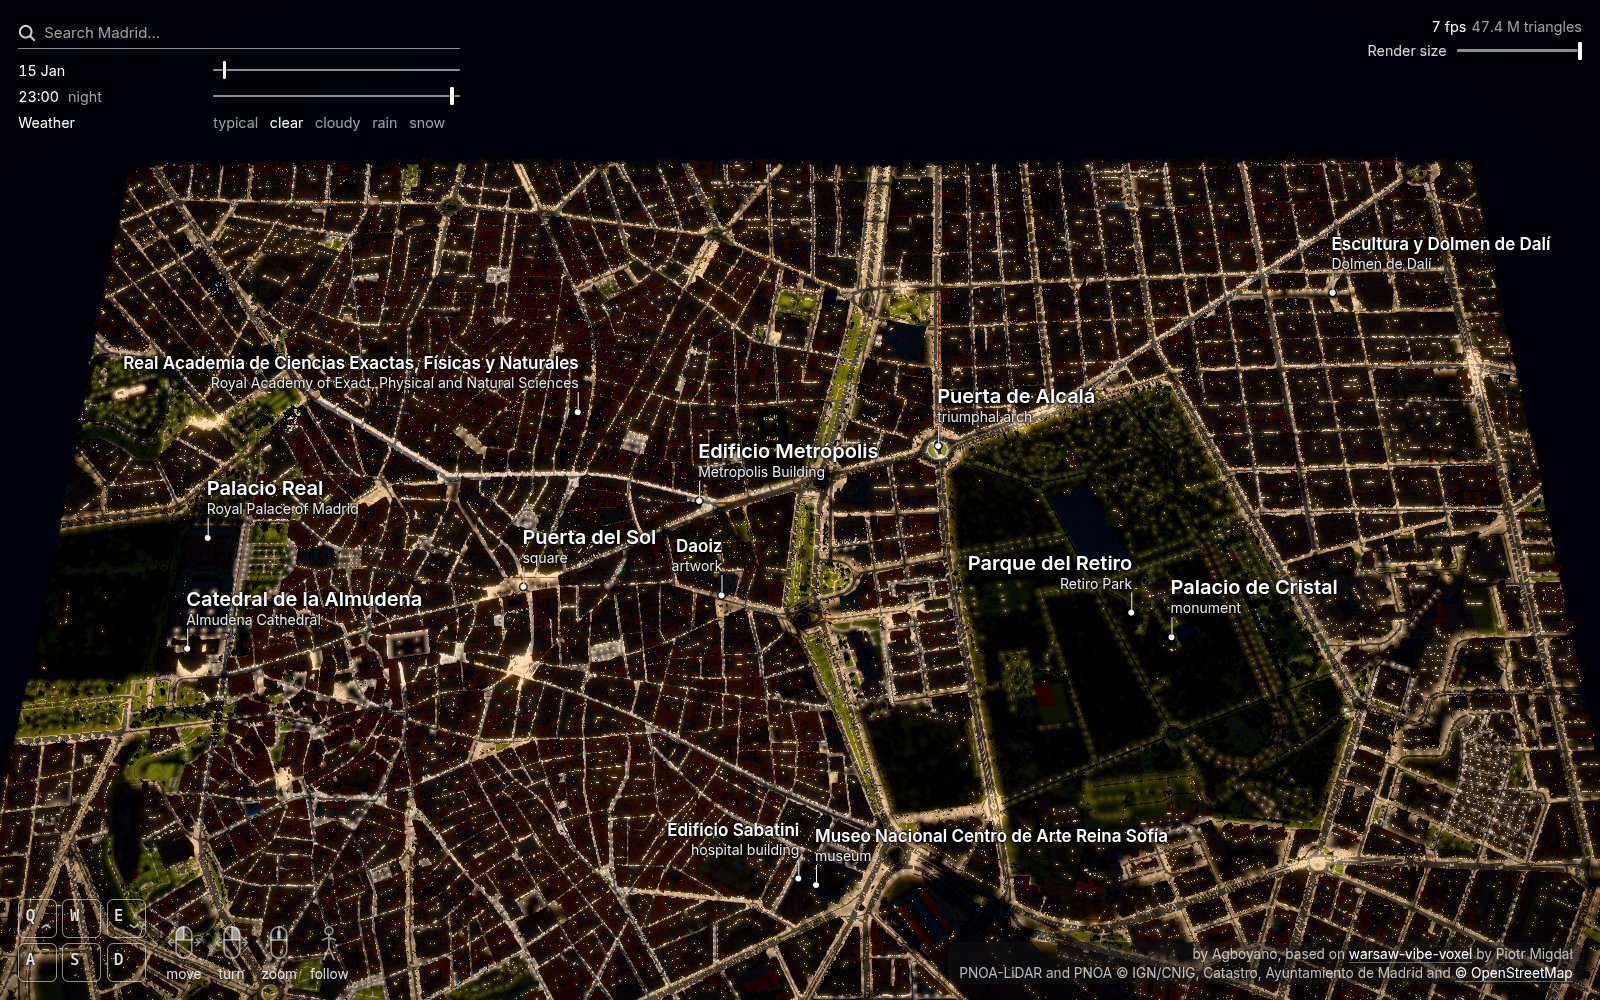 Search Madrid...
7 fps 47.4 M triangles
Render size
15 Jan
23:00 night
Weather typical clear cloudy rain snow
Escultura y Dolmen de Dalí
Dolmen de Dalí
Real Academia de Ciencias Exactas, Físicas y Naturales
Royal Academy of Exact, Physical and Natural Sciences
Puerta de Alcalá
triumphal arch
Edificio Metrópolis
Metropolis Building
Palacio Real
Royal Palace of Madrid
Puerta del Sol
square
Daoiz
artwork
Parque del Retiro
Retiro Park
Palacio de Cristal
monument
Catedral de la Almudena
Almudena Cathedral
Edificio Sabatini
hospital building
Museo Nacional Centro de Arte Reina Sofía
museum
Q W E
A S D
move turn zoom follow
by Agboyano, based on warsaw-vibe-voxel by Piotr Migdał
PNOA-LiDAR and PNOA © IGN/CNIG, Catastro, Ayuntamiento de Madrid and © OpenStreetMap